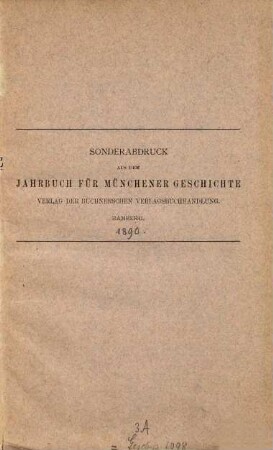 SONDERABDRUCK
AUS DEM
JAHRBUCH FÜR MÜNCHENER GESCHICHTE
VERLAG DER BUCHNERSCHEN VERLAGSBUCHHANDLUNG.
BAMBERG.
1890.
3A